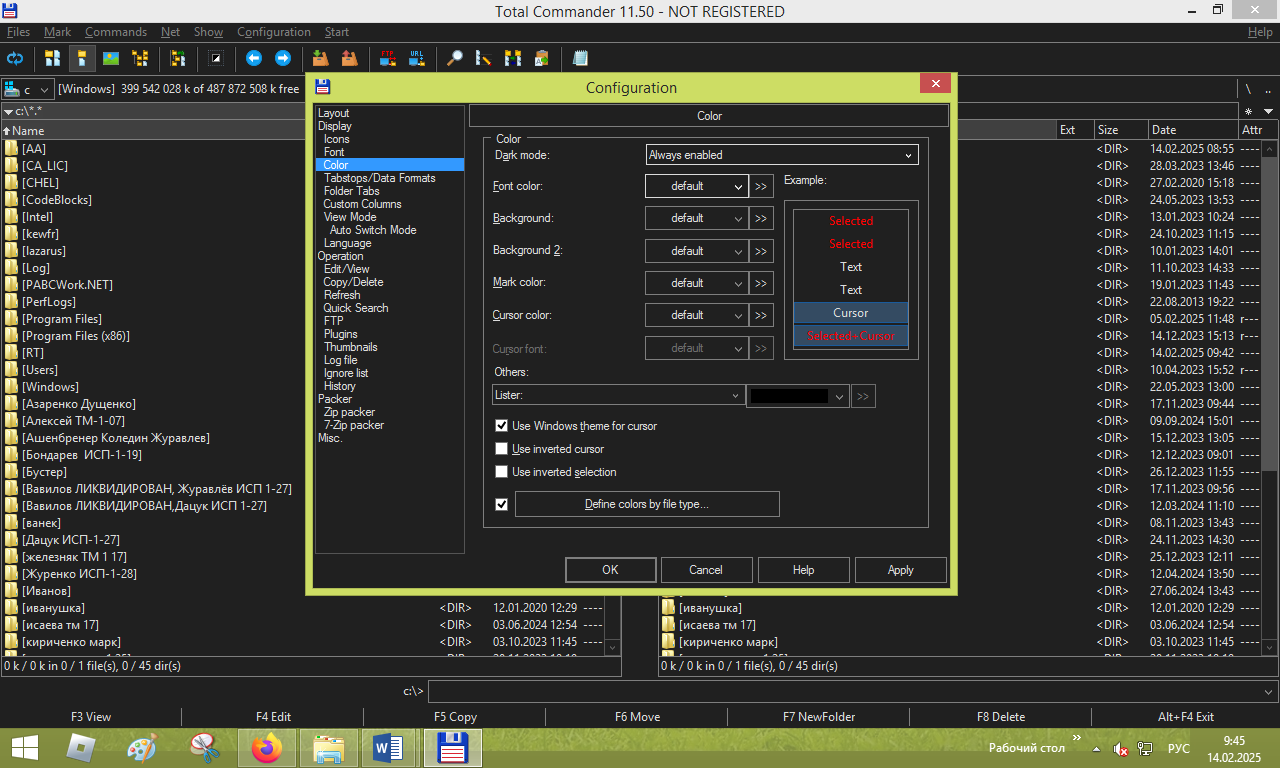 Total Commander 11.50 - NOT REGISTERED
Files Mark Commands Net Show Configuration Start Help
FTP URL
c [Windows] 399 542 028 k of 487 872 508 k free \ ..
c:\*.* * 
Name Ext Size Date Attr
[AA] <DIR> 14.02.2025 08:55 ----
[CA_LIC] <DIR> 28.03.2023 13:46 ----
[CHEL] <DIR> 27.02.2020 15:18 ----
[CodeBlocks] <DIR> 24.05.2023 13:53 ----
[Intel] <DIR> 13.01.2023 10:24 ----
[kewfr] <DIR> 24.10.2023 11:15 ----
[lazarus] <DIR> 10.01.2023 14:01 ----
[Log] <DIR> 11.10.2023 14:33 ----
[PABCWork.NET] <DIR> 19.01.2023 11:43 ----
[PerfLogs] <DIR> 22.08.2013 19:22 ----
[Program Files] <DIR> 05.02.2025 11:48 r---
[Program Files (x86)] <DIR> 14.12.2023 15:13 r---
[RT] <DIR> 14.02.2025 09:42 ----
[Users] <DIR> 10.04.2023 15:52 r---
[Windows] <DIR> 22.05.2023 13:00 ----
[Азаренко Дущенко] <DIR> 17.11.2023 09:44 ----
[Алексей ТМ-1-07] <DIR> 09.09.2024 15:01 ----
[Ашенбренер Коледин Журавлев] <DIR> 15.12.2023 13:05 ----
[Бондарев ИСП-1-19] <DIR> 12.12.2023 09:01 ----
[Бустер] <DIR> 26.12.2023 11:55 ----
[Вавилов ЛИКВИДИРОВАН, Журавлёв ИСП 1-27] <DIR> 17.11.2023 09:56 ----
[Вавилов ЛИКВИДИРОВАН,Дацук ИСП 1-27] <DIR> 12.03.2024 11:10 ----
[ванек] <DIR> 08.11.2023 13:43 ----
[Дацук ИСП-1-27] <DIR> 24.11.2023 14:30 ----
[железняк ТМ 1 17] <DIR> 25.12.2023 12:11 ----
[Журенко ИСП-1-28] <DIR> 12.04.2024 13:50 ----
[Иванов] <DIR> 27.06.2024 13:43 ----
[иванушка] <DIR> 12.01.2020 12:29 ---- [иванушка] <DIR> 12.01.2020 12:29 ----
[исаева тм 17] <DIR> 03.06.2024 12:54 ---- [исаева тм 17] <DIR> 03.06.2024 12:54 ----
[кириченко марк] <DIR> 03.10.2023 11:45 ---- [кириченко марк] <DIR> 03.10.2023 11:45 ----
0 k / 0 k in 0 / 1 file(s), 0 / 45 dir(s) 0 k / 0 k in 0 / 1 file(s), 0 / 45 dir(s)
Configuration
Layout
Display
Icons
Font
Color
Tabstops/Data Formats
Folder Tabs
Custom Columns
View Mode
Auto Switch Mode
Language
Operation
Edit/View
Copy/Delete
Refresh
Quick Search
FTP
Plugins
Thumbnails
Log file
Ignore list
History
Packer
Zip packer
7-Zip packer
Misc.
Color
Color
Dark mode: Always enabled
Font color: default >>
Background: default >>
Background 2: default >>
Mark color: default >>
Cursor color: default >>
Cursor font: default >>
Example:
Selected
Selected
Text
Text
Cursor
Selected+Cursor
Others:
Lister: >>
Use Windows theme for cursor
Use inverted cursor
Use inverted selection
Define colors by file type...
OK Cancel Help Apply
c:\>
F3 View F4 Edit F5 Copy F6 Move F7 NewFolder F8 Delete Alt+F4 Exit
Рабочий стол » РУС 9:45
14.02.2025